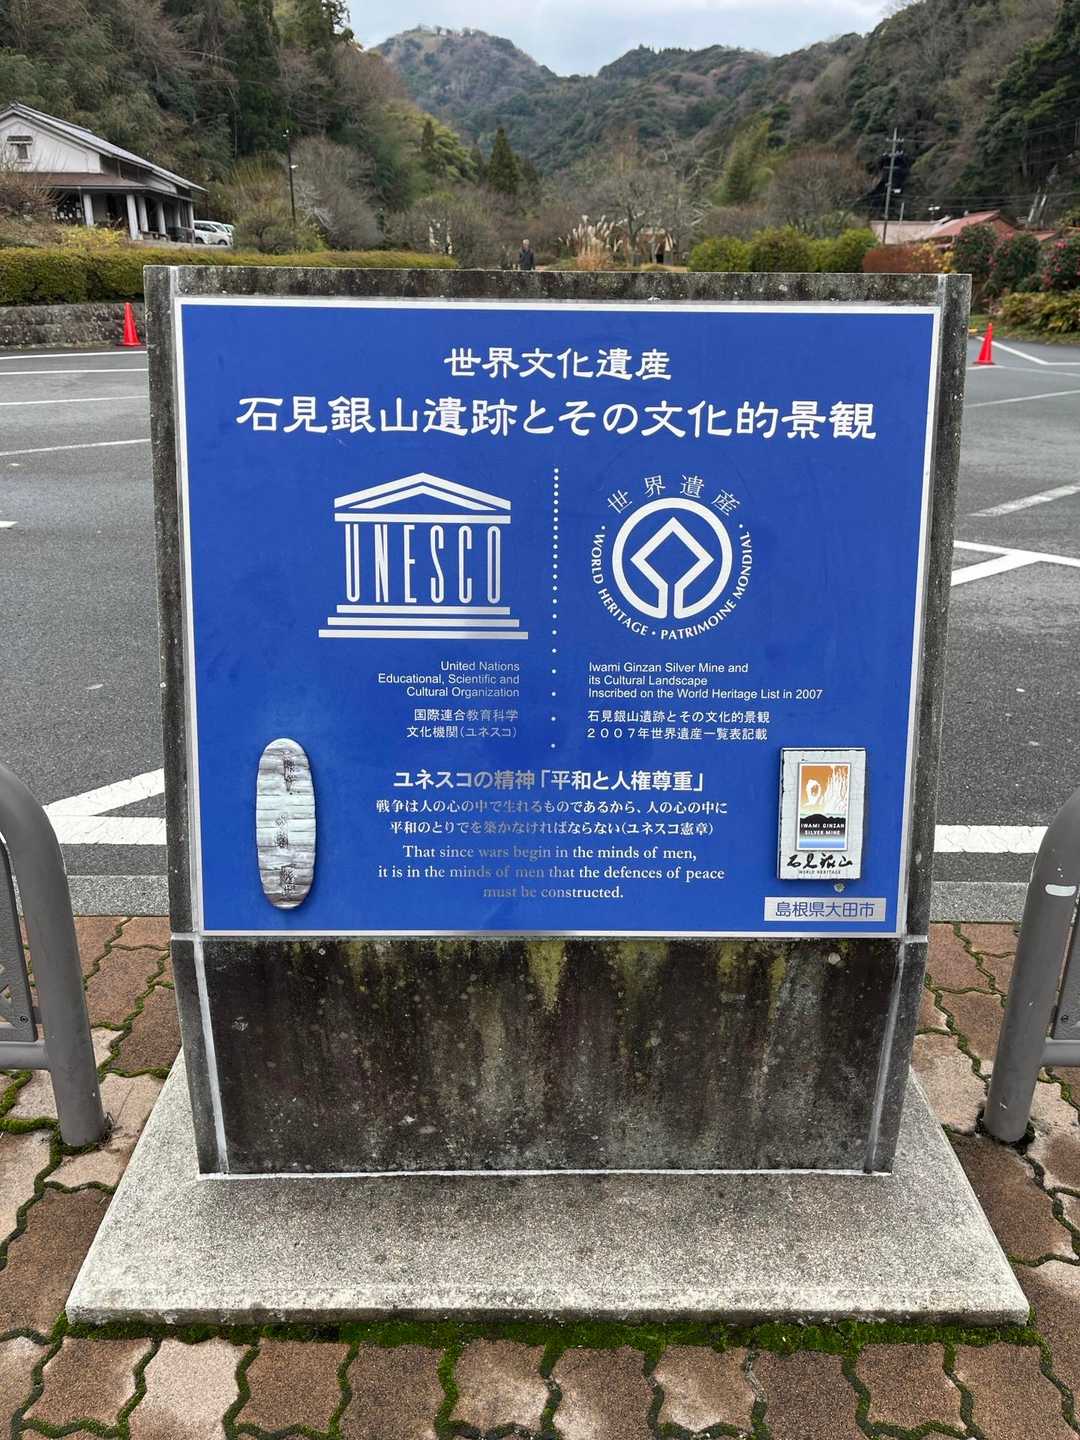 世界文化遺産
石見銀山遺跡とその文化的景観
UNESCO
世界遺産
WORLD HERITAGE • PATRIMOINE MONDIAL
United Nations
Educational, Scientific and
Cultural Organization
国際連合教育科学
文化機関（ユネスコ）
Iwami Ginzan Silver Mine and
its Cultural Landscape
Inscribed on the World Heritage List in 2007
石見銀山遺跡とその文化的景観
２００７年世界遺産一覧表記載
ユネスコの精神「平和と人権尊重」
戦争は人の心の中で生れるものであるから、人の心の中に
平和のとりでを築かなければならない（ユネスコ憲章）
That since wars begin in the minds of men,
it is in the minds of men that the defences of peace
must be constructed.
IWAMI GINZAN
SILVER MINE
石見銀山
WORLD HERITAGE
島根県大田市